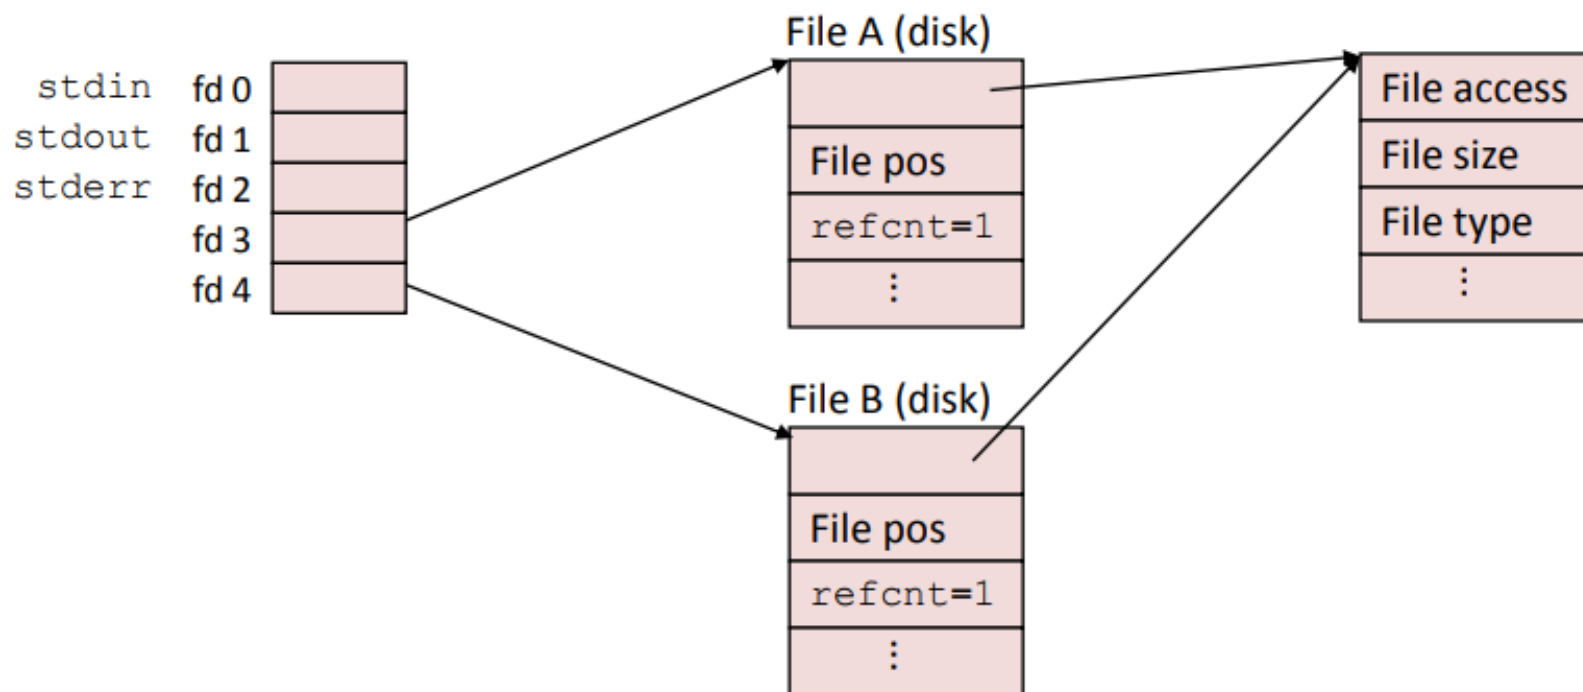 stdin fd 0
stdout fd 1
stderr fd 2
fd 3
fd 4
File A (disk)
File pos
refcnt=1
⋮
File B (disk)
File pos
refcnt=1
⋮
File access
File size
File type
⋮